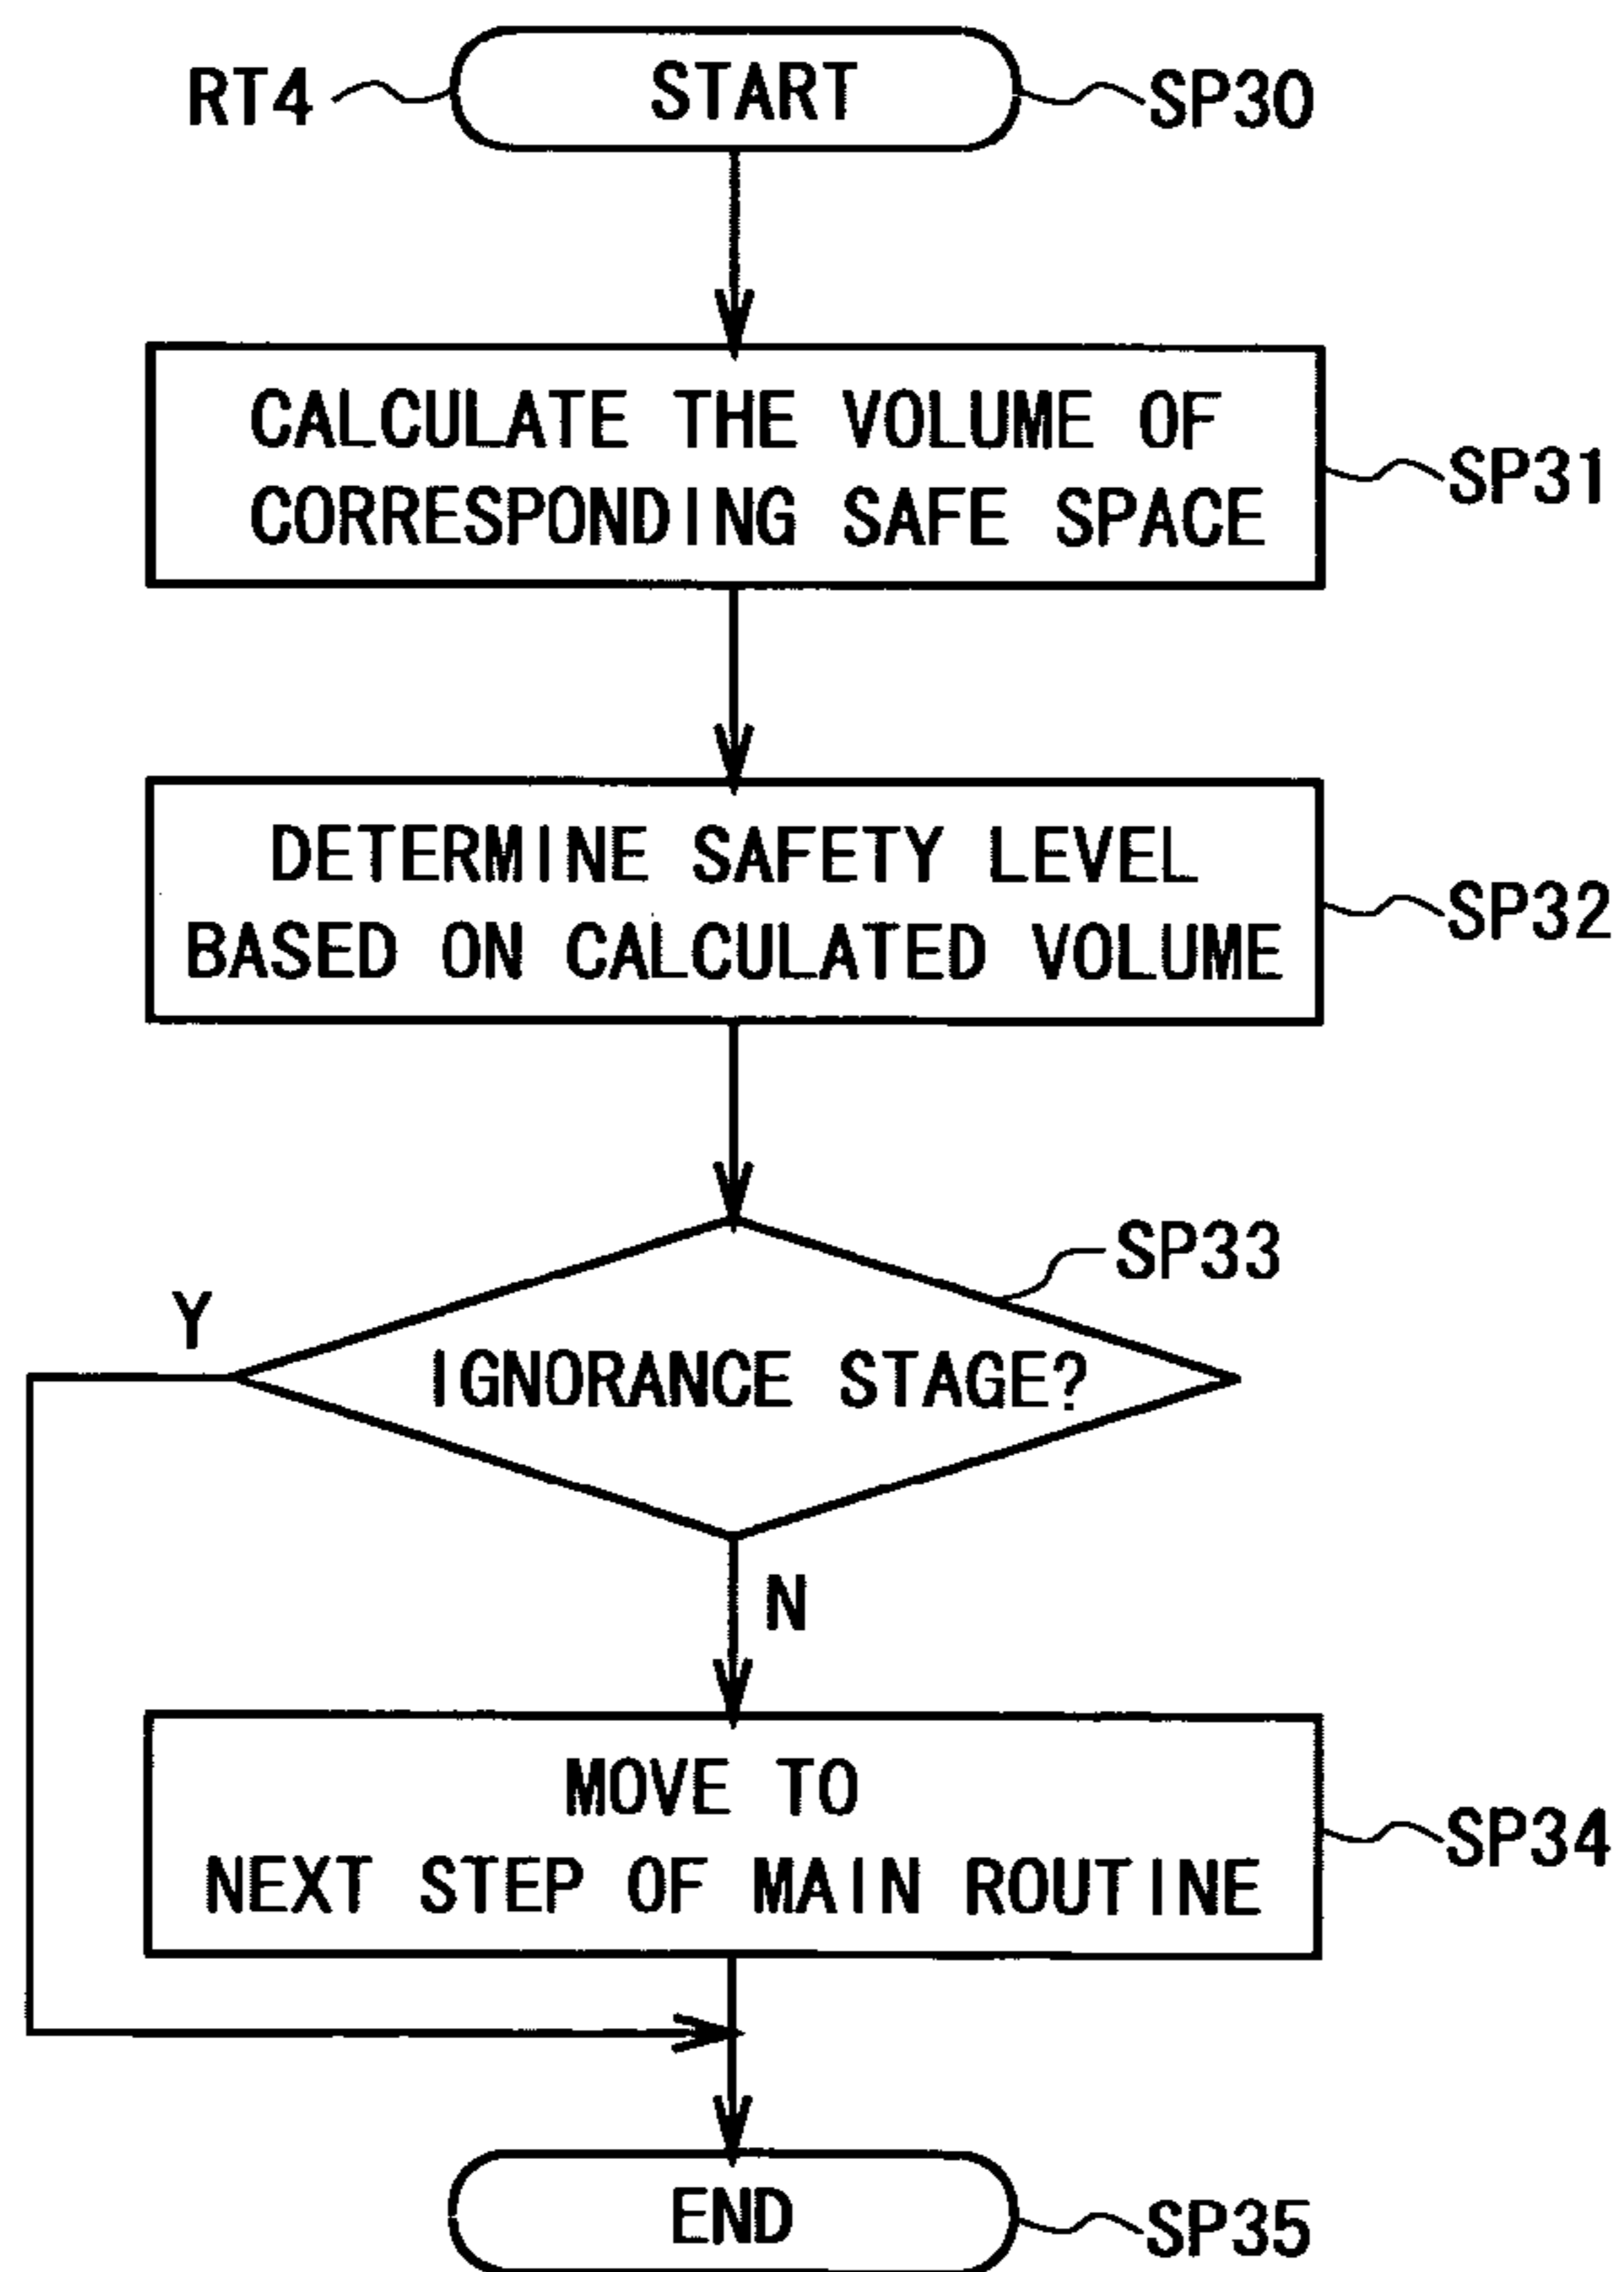 RT4
START
SP30
CALCULATE THE VOLUME OF
CORRESPONDING SAFE SPACE
SP31
DETERMINE SAFETY LEVEL
BASED ON CALCULATED VOLUME
SP32
SP33
Y
IGNORANCE STAGE?
N
MOVE TO
NEXT STEP OF MAIN ROUTINE
SP34
END
SP35